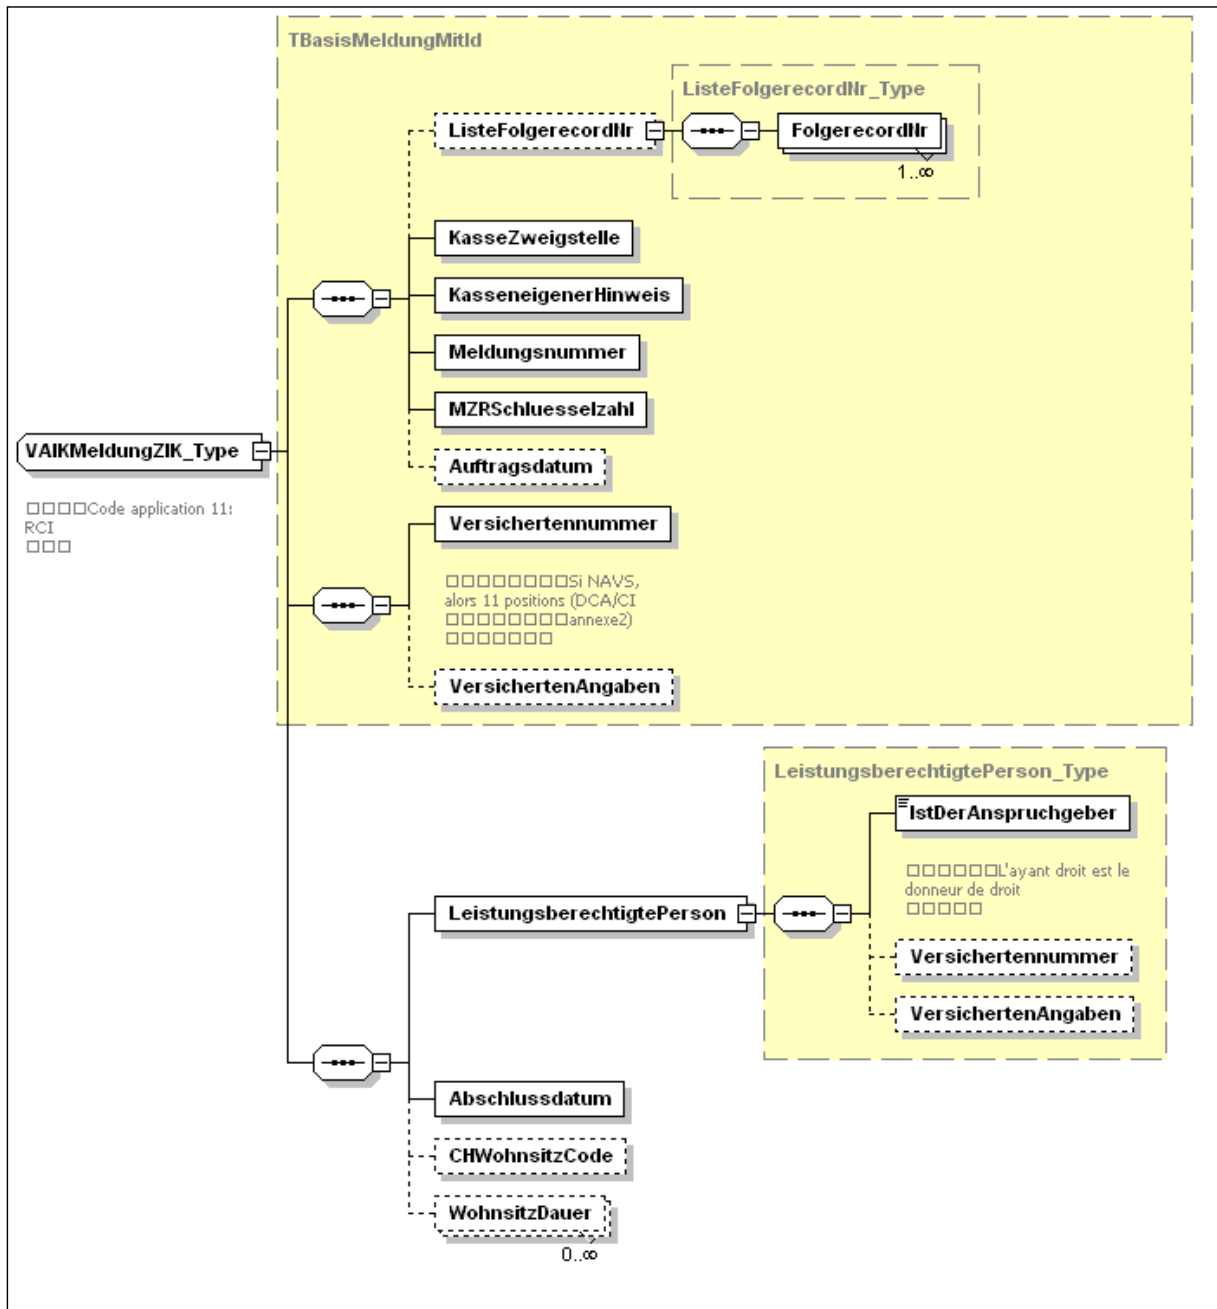 TBasisMeldungMitId
ListeFolgerecordNr_Type
ListeFolgerecordNr
FolgerecordNr
1..∞
KasseZweigstelle
KasseneigenerHinweis
Meldungsnummer
MZRSchluesselzahl
VAIKMeldungZIK_Type
Auftragsdatum
□□□□Code application 11:
RCI
□□□
Versichertennummer
□□□□□□□□Si NAVS,
alors 11 positions (DCA/CI
□□□□□□□□annexe2)
□□□□□□□
VersichertenAngaben
LeistungsberechtigtePerson_Type
IstDerAnspruchgeber
□□□□□□L'ayant droit est le
donneur de droit
□□□□□
LeistungsberechtigtePerson
Versichertennummer
VersichertenAngaben
Abschlussdatum
CHWohnsitzCode
WohnsitzDauer
0..∞